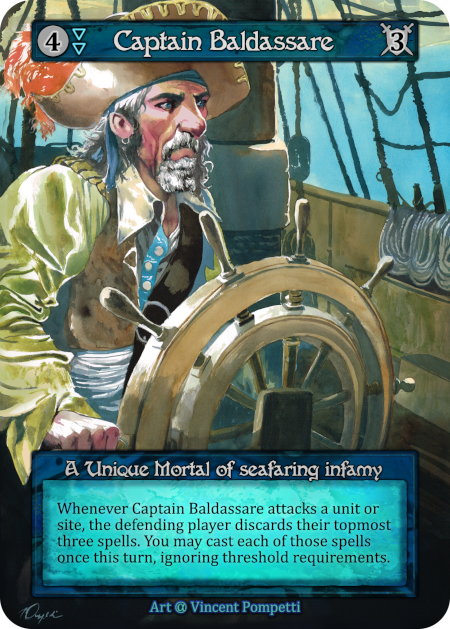 4 Captain Baldassare 3
A Unique Mortal of seafaring infamy
Whenever Captain Baldassare attacks a unit or
site, the defending player discards their topmost
three spells. You may cast each of those spells
once this turn, ignoring threshold requirements.
Art @ Vincent Pompetti